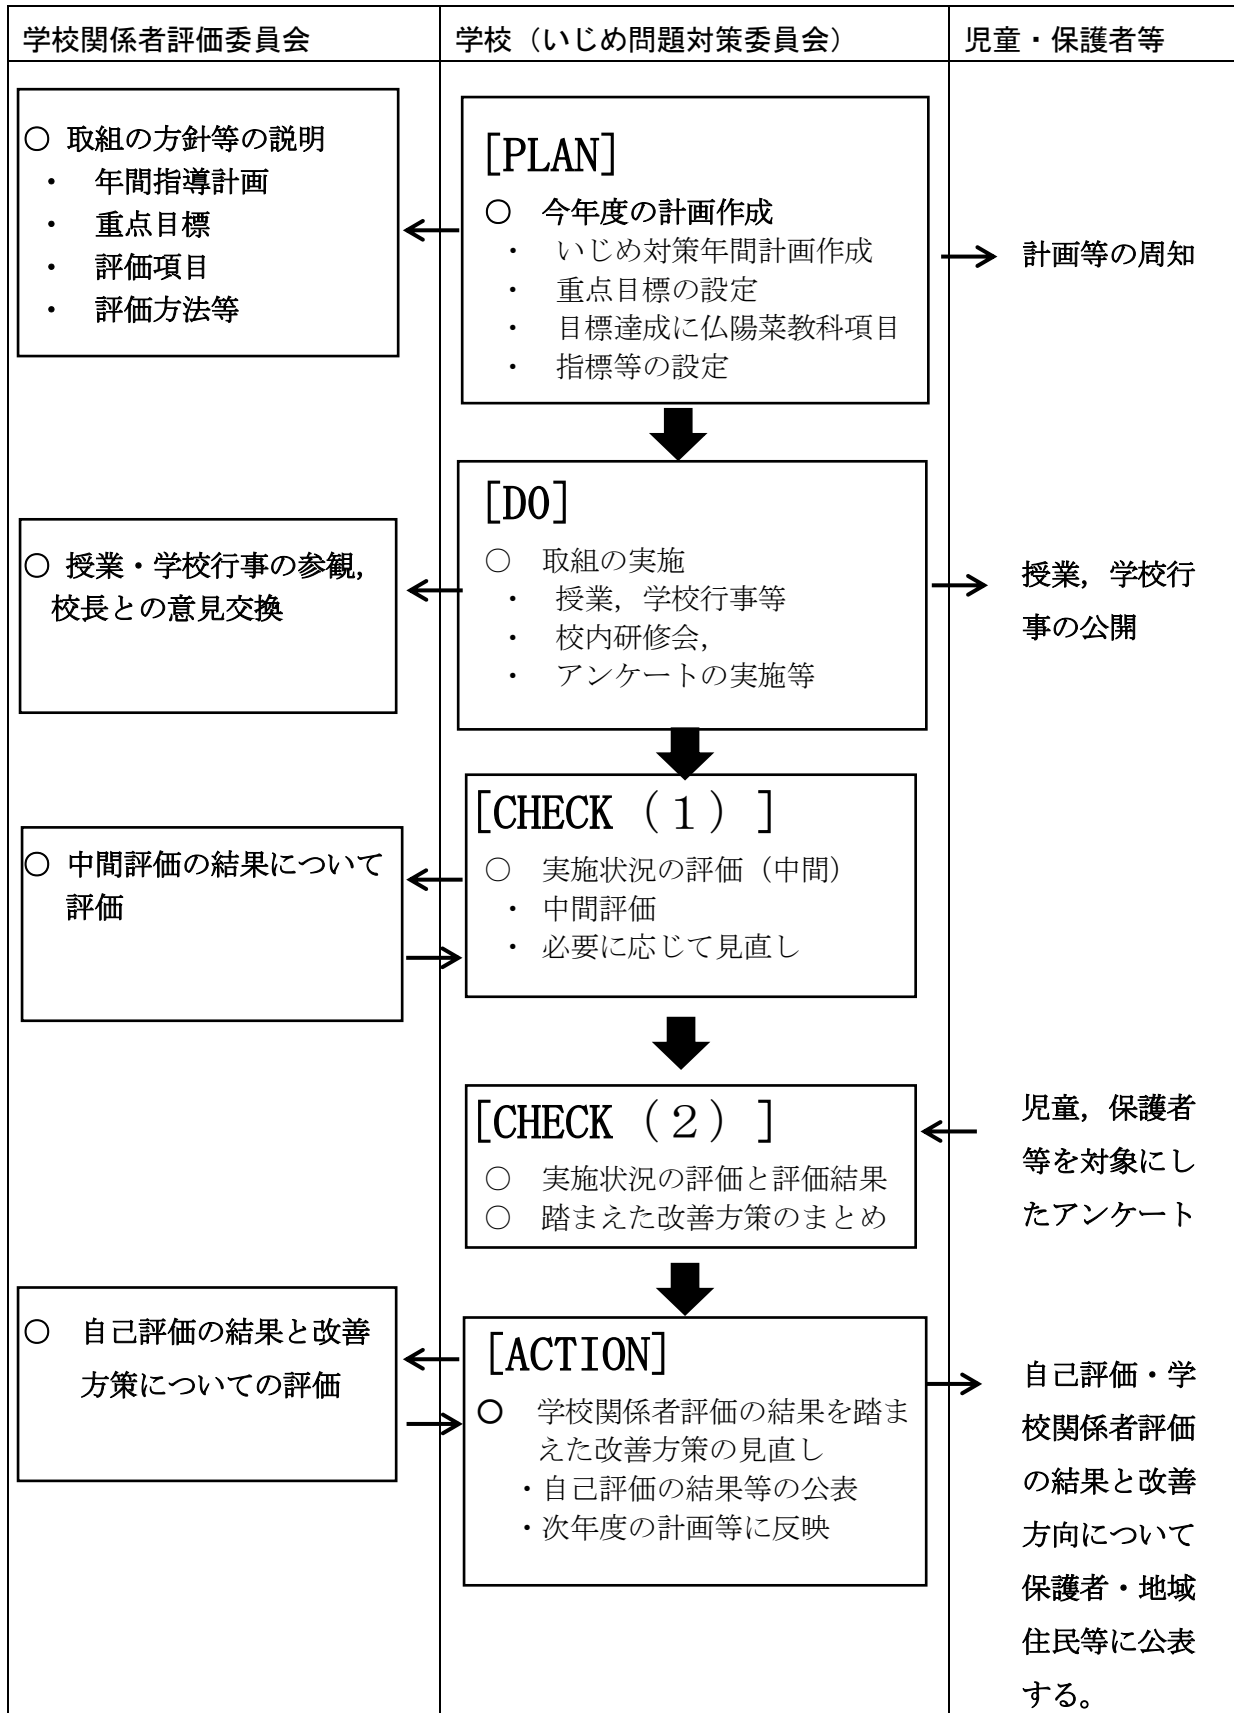 学校関係者評価委員会
学校（いじめ問題対策委員会）
児童・保護者等
○ 取組の方針等の説明
・ 年間指導計画
・ 重点目標
・ 評価項目
・ 評価方法等
[PLAN]
○ 今年度の計画作成
・ いじめ対策年間計画作成
・ 重点目標の設定
・ 目標達成に仏陽菜教科項目
・ 指標等の設定
計画等の周知
○ 授業・学校行事の参観，
校長との意見交換
[DO]
○ 取組の実施
・ 授業，学校行事等
・ 校内研修会，
・ アンケートの実施等
授業，学校行
事の公開
○ 中間評価の結果について
評価
[CHECK（１）]
○ 実施状況の評価（中間）
・ 中間評価
・ 必要に応じて見直し
[CHECK（２）]
○ 実施状況の評価と評価結果
○ 踏まえた改善方策のまとめ
児童，保護者
等を対象にし
たアンケート
○ 自己評価の結果と改善
方策についての評価
[ACTION]
○ 学校関係者評価の結果を踏ま
えた改善方策の見直し
・自己評価の結果等の公表
・次年度の計画等に反映
自己評価・学
校関係者評価
の結果と改善
方向について
保護者・地域
住民等に公表
する。